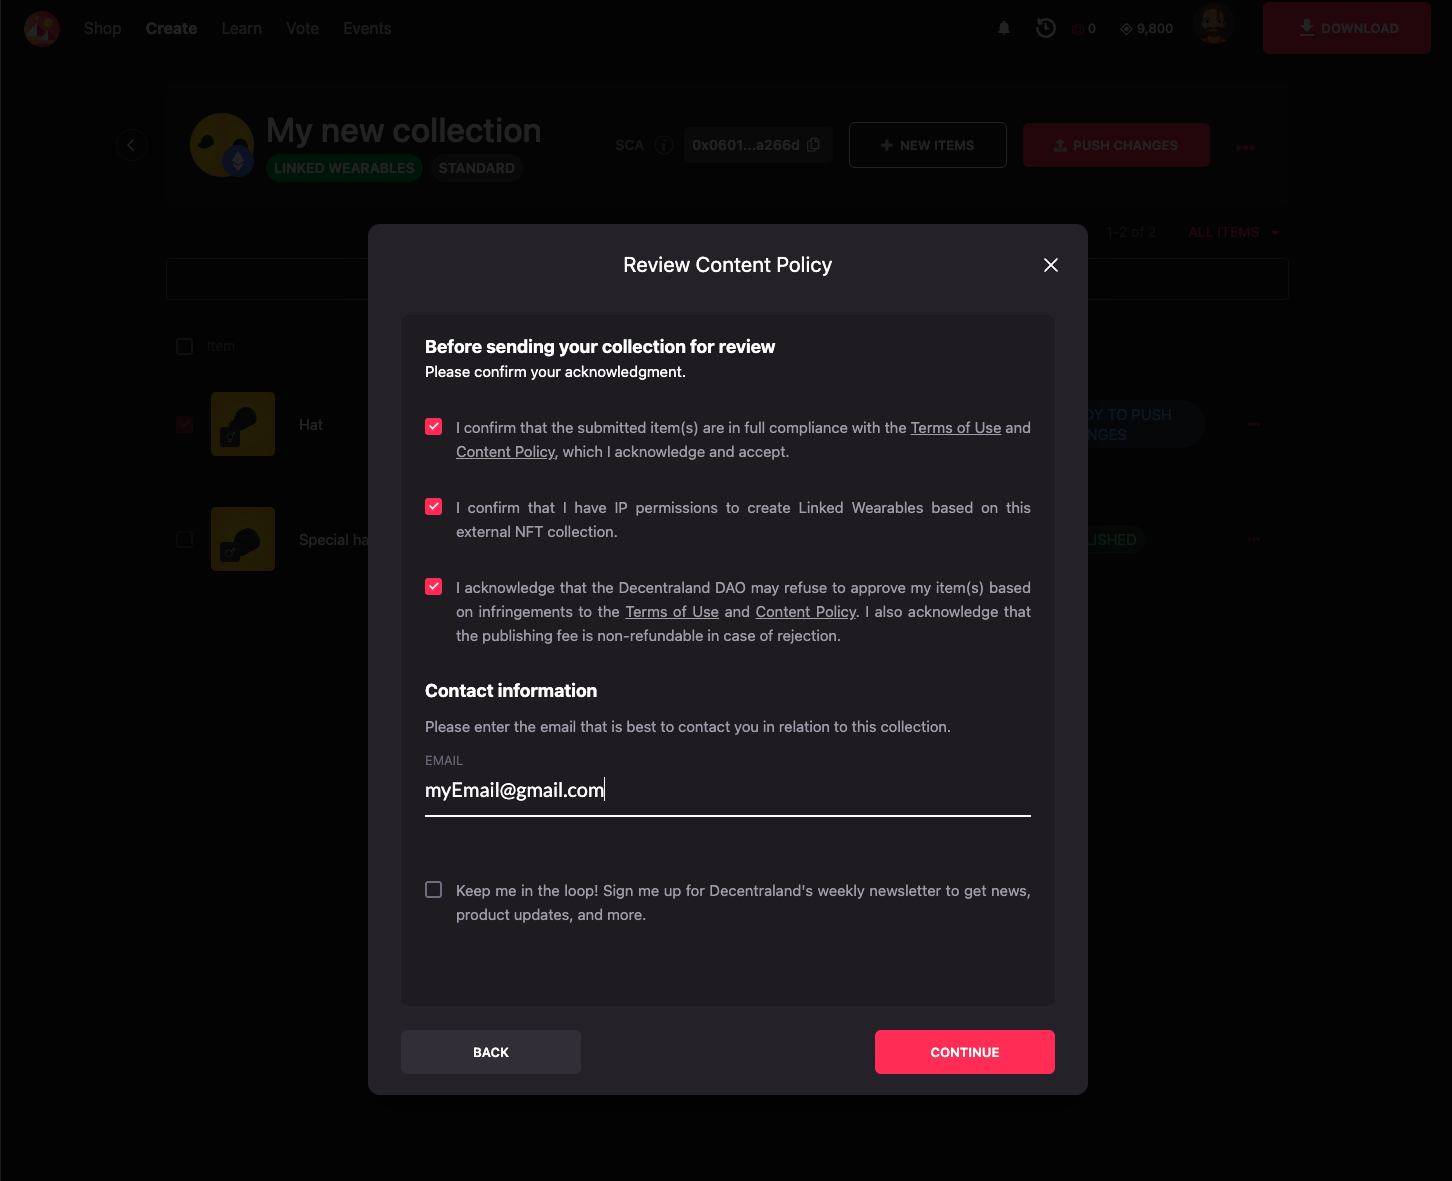 Shop Create Learn Vote Events 0 9,800 DOWNLOAD
My new collection
LINKED WEARABLES STANDARD
SCA 0x0601...a266d NEW ITEMS PUSH CHANGES
1-2 of 2 ALL ITEMS
Review Content Policy
Item
Before sending your collection for review
Please confirm your acknowledgment.
Hat
I confirm that the submitted item(s) are in full compliance with the Terms of Use and
Content Policy, which I acknowledge and accept.
DY TO PUSH
NGES
I confirm that I have IP permissions to create Linked Wearables based on this
external NFT collection.
Special ha
LISHED
I acknowledge that the Decentraland DAO may refuse to approve my item(s) based
on infringements to the Terms of Use and Content Policy. I also acknowledge that
the publishing fee is non-refundable in case of rejection.
Contact information
Please enter the email that is best to contact you in relation to this collection.
EMAIL
myEmail@gmail.com
Keep me in the loop! Sign me up for Decentraland's weekly newsletter to get news,
product updates, and more.
BACK CONTINUE